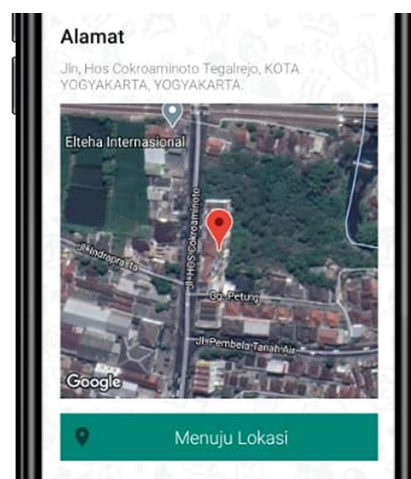 Alamat
Jln, Hos Cokroaminoto Tegalrejo, KOTA
YOGYAKARTA, YOGYAKARTA.
Elteha Internasional
Jl. HOS Cokroaminoto
Jl. Indraprasta
Gg. Petung
Jl. Pembela Tanah Air
Google
Menuju Lokasi